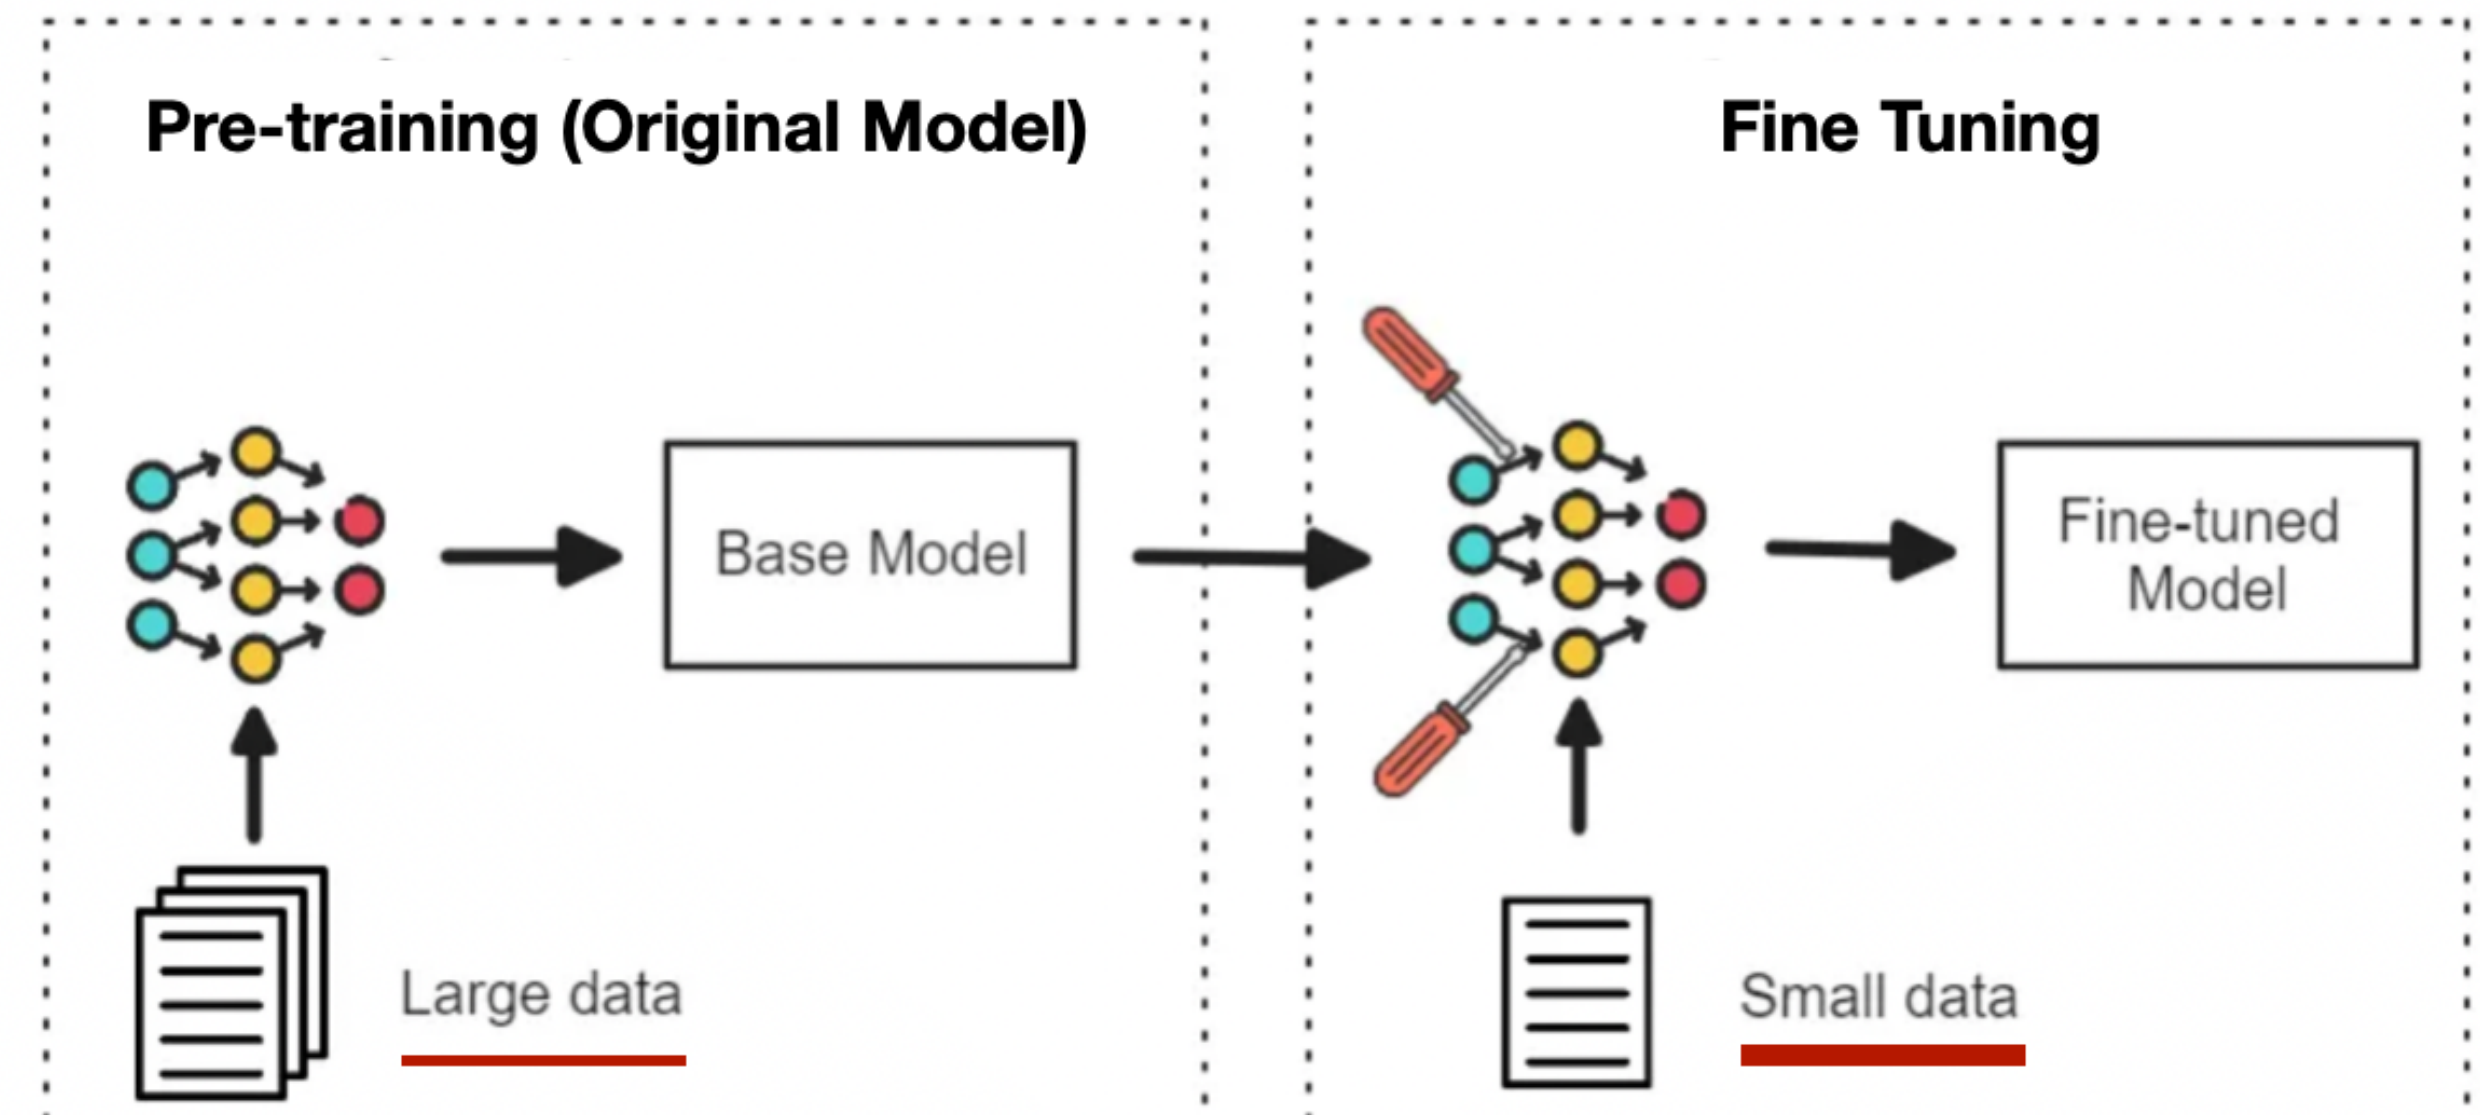 Pre-training (Original Model)
Base Model
Large data
Fine Tuning
Fine-tuned
Model
Small data